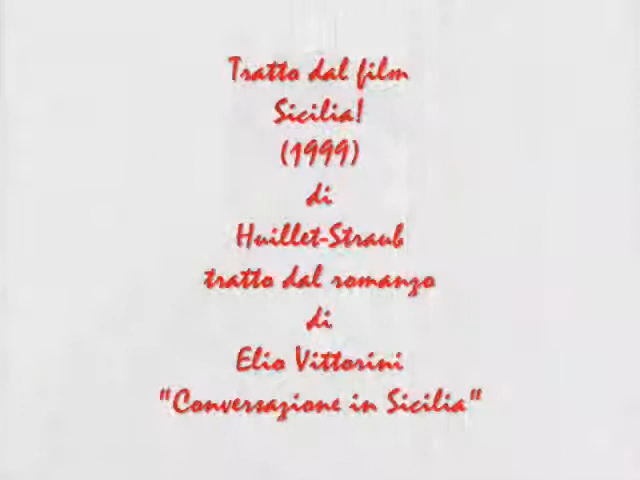 Tratto dal film
Sicilia!
(1999)
di
Huillet-Straub
tratto dal romanzo
di
Elio Vittorini
"Conversazione in Sicilia"